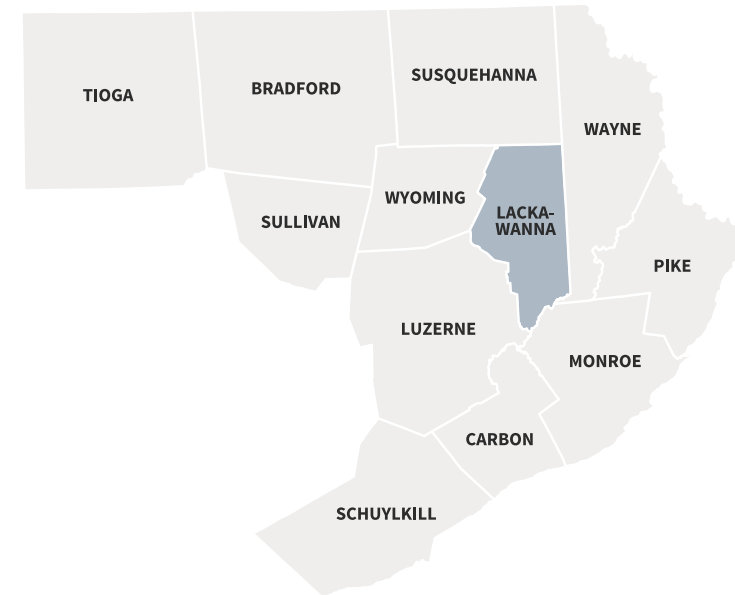 SUSQUEHANNA
BRADFORD
TIOGA
WAYNE
WYOMING
LACKA-
WANNA
SULLIVAN
PIKE
LUZERNE
MONROE
CARBON
SCHUYLKILL